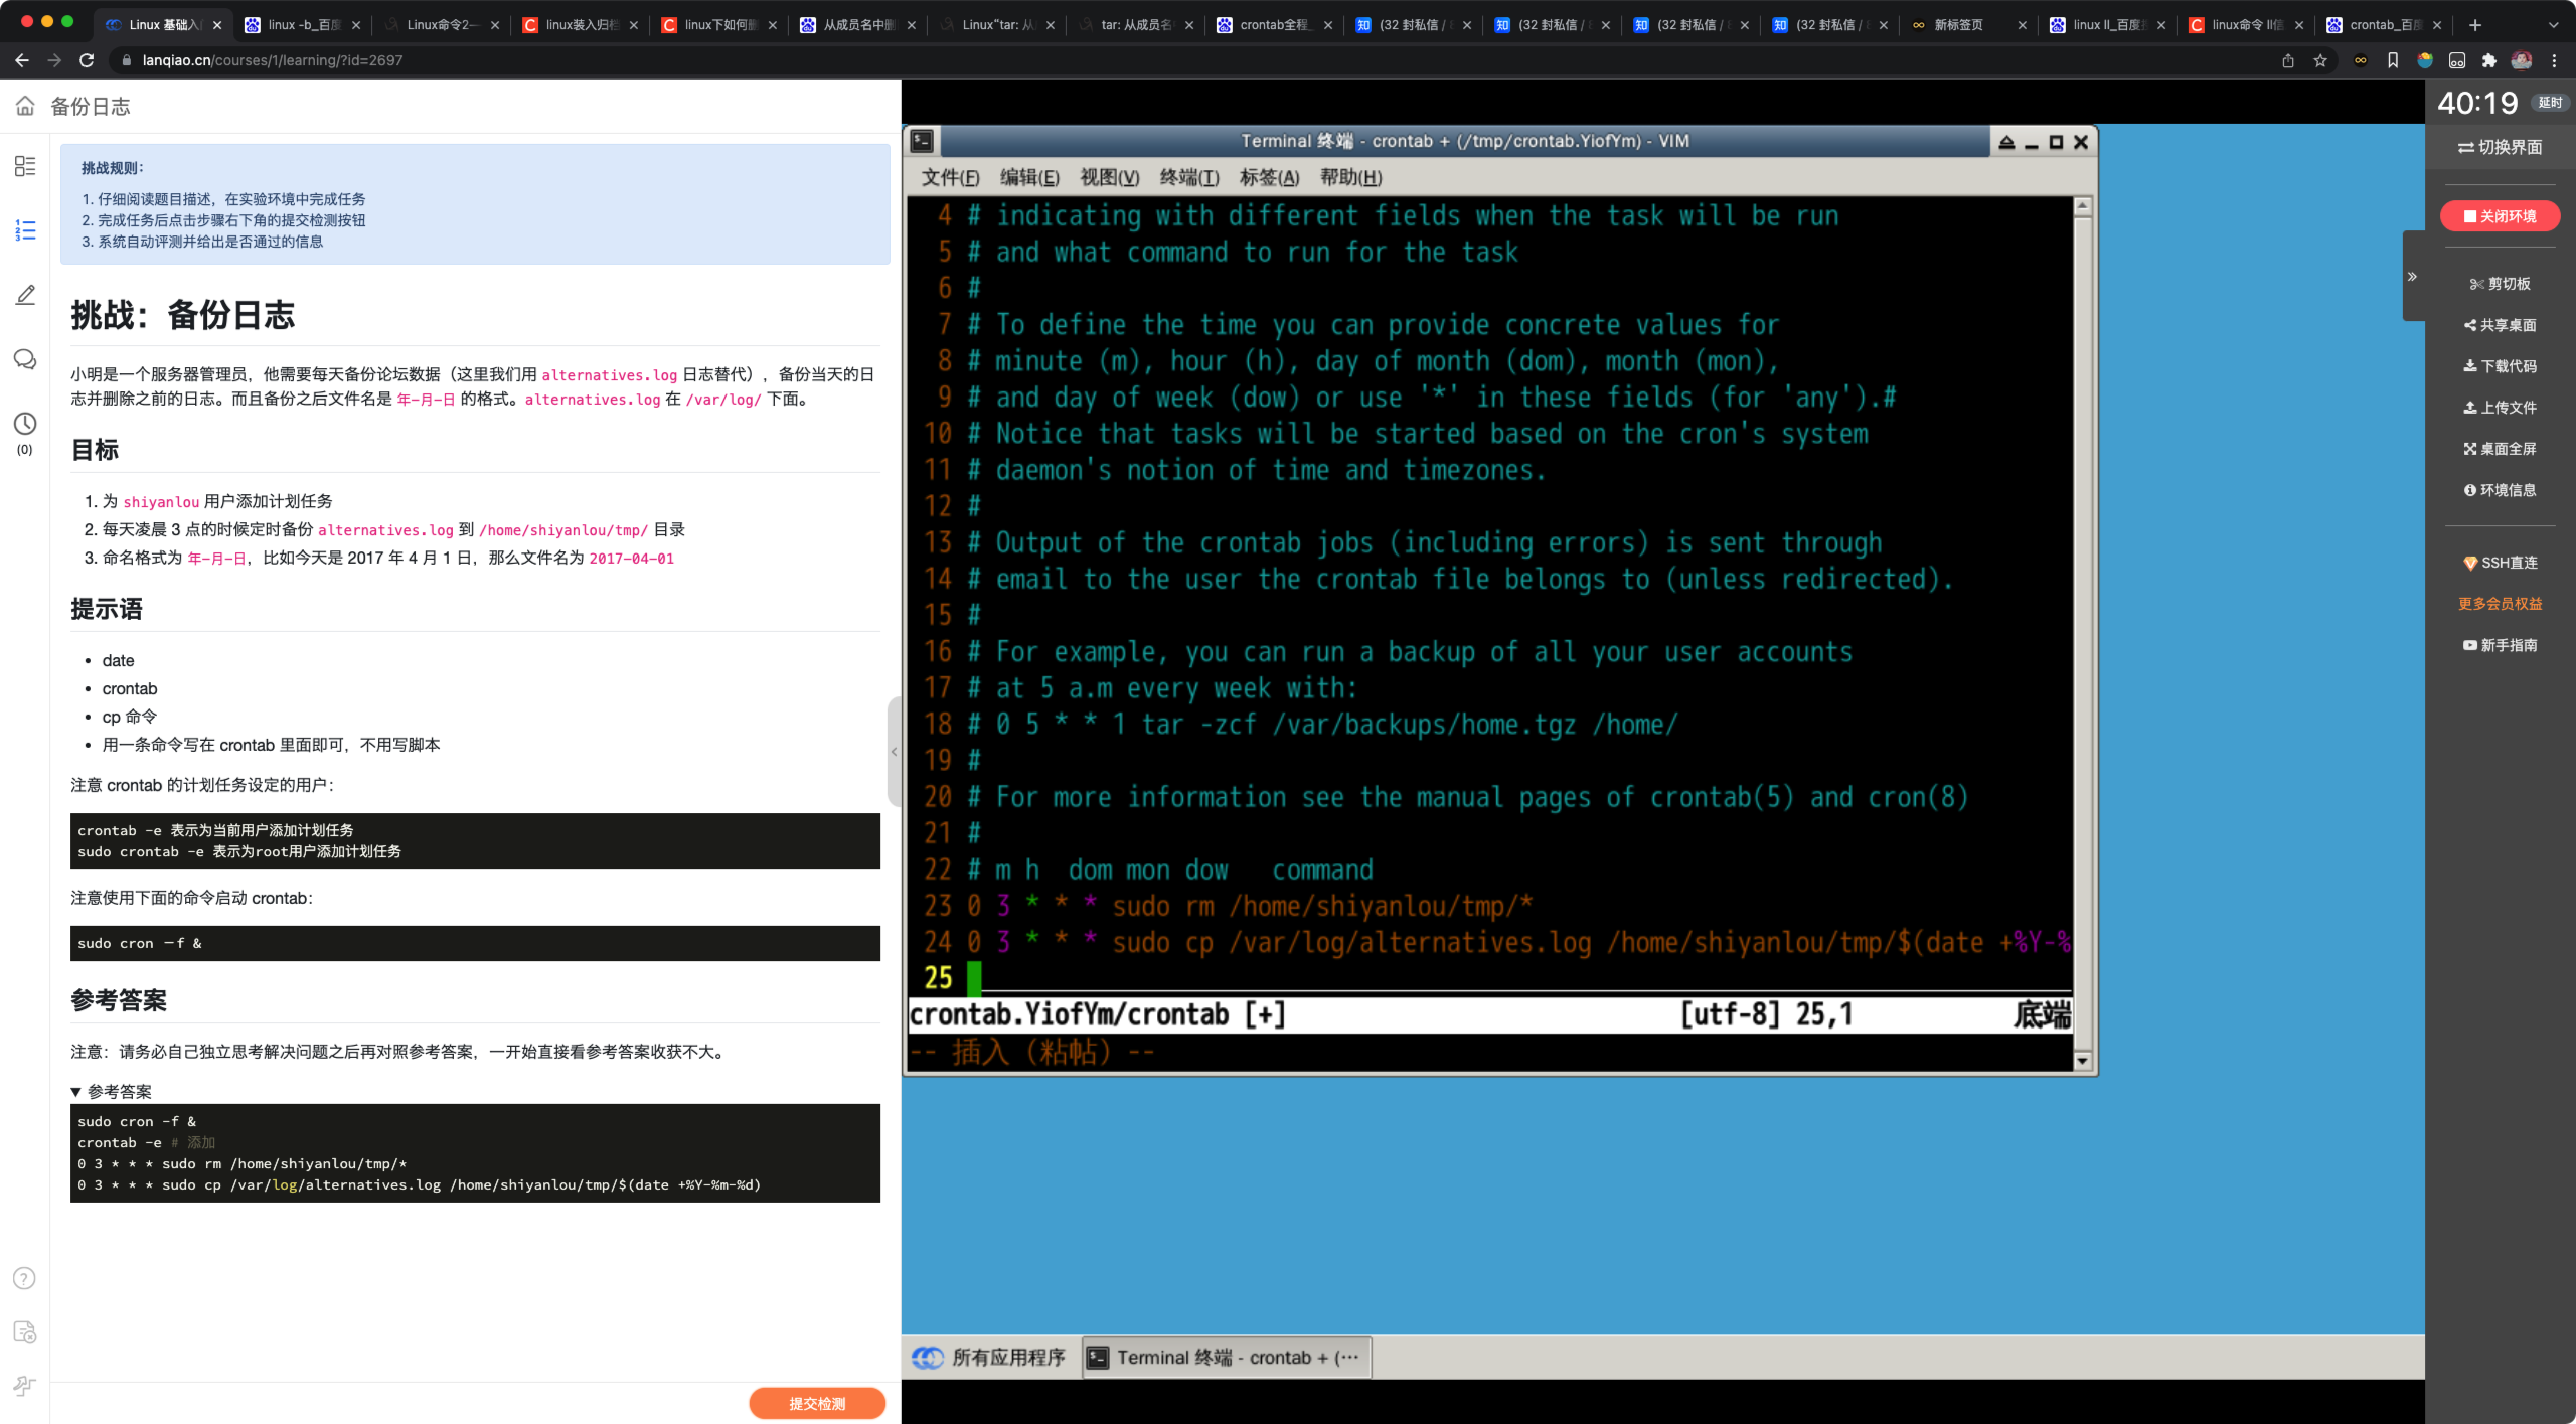 Linux 基础入
linux -b_百度
Linux命令2—
linux装入归档
linux下如何
从成员名中删
Linux"tar: 从
tar: 从成员名
crontab全程_
(32 封私信 /
(32 封私信 /
(32 封私信 /
(32 封私信 /
新标签页
linux ll_百度
linux命令 ll信
crontab_百度
lanqiao.cn/courses/1/learning/?id=2697
备份日志
(0)
挑战规则：
1. 仔细阅读题目描述，在实验环境中完成任务
2. 完成任务后点击步骤右下角的提交检测按钮
3. 系统自动评测并给出是否通过的信息
挑战：备份日志
小明是一个服务器管理员，他需要每天备份论坛数据（这里我们用 alternatives.log 日志替代），备份当天的日
志并删除之前的日志。而且备份之后文件名是 年-月-日 的格式。alternatives.log 在 /var/log/ 下面。
目标
1. 为 shiyanlou 用户添加计划任务
2. 每天凌晨 3 点的时候定时备份 alternatives.log 到 /home/shiyanlou/tmp/ 目录
3. 命名格式为 年-月-日，比如今天是 2017 年 4 月 1 日，那么文件名为 2017-04-01
提示语
• date
• crontab
• cp 命令
• 用一条命令写在 crontab 里面即可，不用写脚本
注意 crontab 的计划任务设定的用户：
crontab -e 表示为当前用户添加计划任务
sudo crontab -e 表示为root用户添加计划任务
注意使用下面的命令启动 crontab：
sudo cron －f &
参考答案
注意：请务必自己独立思考解决问题之后再对照参考答案，一开始直接看参考答案收获不大。
▼ 参考答案
sudo cron -f &
crontab -e # 添加
0 3 * * * sudo rm /home/shiyanlou/tmp/*
0 3 * * * sudo cp /var/log/alternatives.log /home/shiyanlou/tmp/$(date +%Y-%m-%d)
提交检测
Terminal 终端 - crontab + (/tmp/crontab.YiofYm) - VIM
文件(F) 编辑(E) 视图(V) 终端(T) 标签(A) 帮助(H)
4 # indicating with different fields when the task will be run
5 # and what command to run for the task
6 #
7 # To define the time you can provide concrete values for
8 # minute (m), hour (h), day of month (dom), month (mon),
9 # and day of week (dow) or use '*' in these fields (for 'any').#
10 # Notice that tasks will be started based on the cron's system
11 # daemon's notion of time and timezones.
12 #
13 # Output of the crontab jobs (including errors) is sent through
14 # email to the user the crontab file belongs to (unless redirected).
15 #
16 # For example, you can run a backup of all your user accounts
17 # at 5 a.m every week with:
18 # 0 5 * * 1 tar -zcf /var/backups/home.tgz /home/
19 #
20 # For more information see the manual pages of crontab(5) and cron(8)
21 #
22 # m h  dom mon dow   command
23 0 3 * * * sudo rm /home/shiyanlou/tmp/*
24 0 3 * * * sudo cp /var/log/alternatives.log /home/shiyanlou/tmp/$(date +%Y-%
25
crontab.YiofYm/crontab [+] [utf-8] 25,1 底端
-- 插入（粘帖）--
所有应用程序
Terminal 终端 - crontab + (···
40:19 延时
切换界面
关闭环境
剪切板
共享桌面
下载代码
上传文件
桌面全屏
环境信息
SSH直连
更多会员权益
新手指南